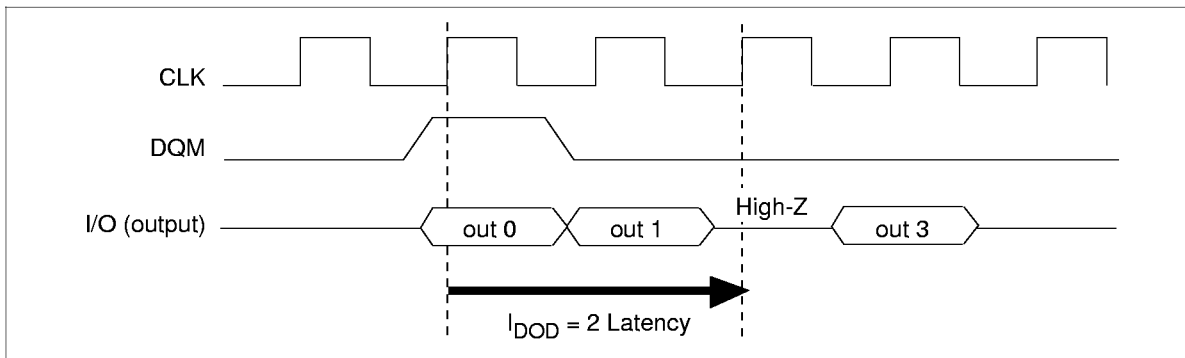 CLK
DQM
High-Z
I/O (output)
out 0
out 1
out 3
lDOD = 2 Latency